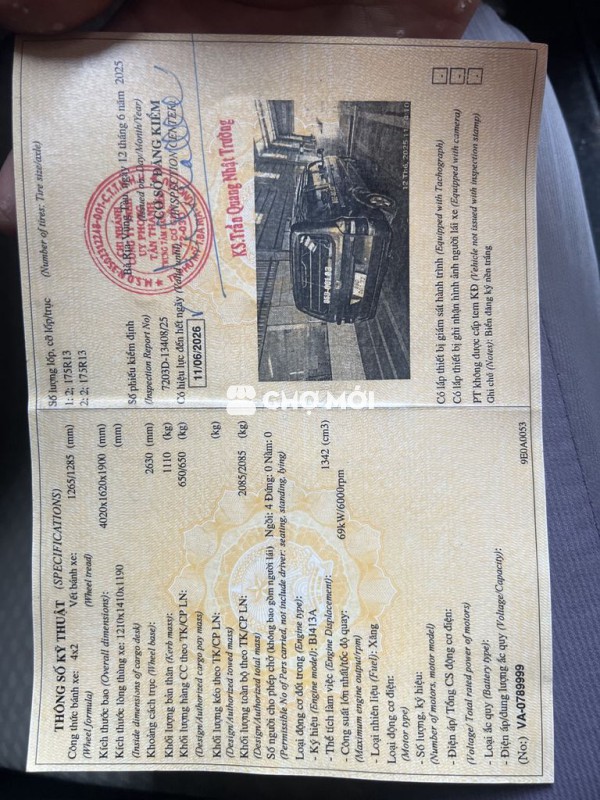 THÔNG SỐ KỸ THUẬT (SPECIFICATIONS)
Công thức bánh xe: 4x2 Vết bánh xe: 1265/1285 (mm)
(Wheel formula) (Wheel tread)
Kích thước bao (Overall dimensions): 4020x1620x1900 (mm)
Kích thước lòng thùng xe: 1210x1410x1190 (mm)
(Inside dimensions of cargo desk)
Khoảng cách trục (Wheel base): 2630 (mm)
Khối lượng bản thân (Kerb mass): 1110 (kg)
Khối lượng hàng CC theo TK/CP LN: 650/650 (kg)
(Design/Authorized cargo pay mass)
Khối lượng kéo theo TK/CP LN: (kg)
(Design/Authorized towed mass)
Khối lượng toàn bộ theo TK/CP LN: 2085/2085 (kg)
(Design/Authorized total mass)
Số người cho phép chở (không bao gồm người lái) Ngồi: 4 Đứng: 0 Nằm: 0
(Permissible No of Pers carried, not include driver: seating, standing, lying)
Loại động cơ đốt trong (Engine type):
- Ký hiệu (Engine model): BJ413A
- Thể tích làm việc (Engine Displacement): 1342 (cm3)
- Công suất lớn nhất/tốc độ quay: 69kW/6000rpm
(Maximum engine output/rpm)
- Loại nhiên liệu (Fuel): Xăng
Loại động cơ điện:
(Motor type)
- Số lượng, ký hiệu:
(Number of motors, motor model)
- Điện áp/ Tổng CS động cơ điện:
(Voltage/ Total rated power of motors)
- Loại ắc quy (Battery type):
- Điện áp/dung lượng ắc quy (Voltage/Capacity):
(No:) VA-0789999 9E0A0053
Số lượng lốp, cỡ lốp/trục (Number of tires: Tire size/axle)
1: 2; 175R13
2: 2; 175R13
Bà Rịa-Vũng Tàu, ngày 12 tháng 6 năm 2025
Số phiếu kiểm định (Issued on: Day/Month/Year)
(Inspection Report No) CƠ SỞ ĐĂNG KIỂM
7203D-13408/25 (INSPECTION CENTER)
Có hiệu lực đến hết ngày (Valid until)
11/06/2026
KS.Trần Quang Nhật Trường
CHỢ MỚI
Có lắp thiết bị giám sát hành trình (Equipped with Tachograph)
Có lắp thiết bị ghi nhận hình ảnh người lái xe (Equipped with camera)
PT không được cấp tem KĐ (Vehicle not issued with inspection stamp)
Ghi chú (Notes): Biển đăng ký nền trắng